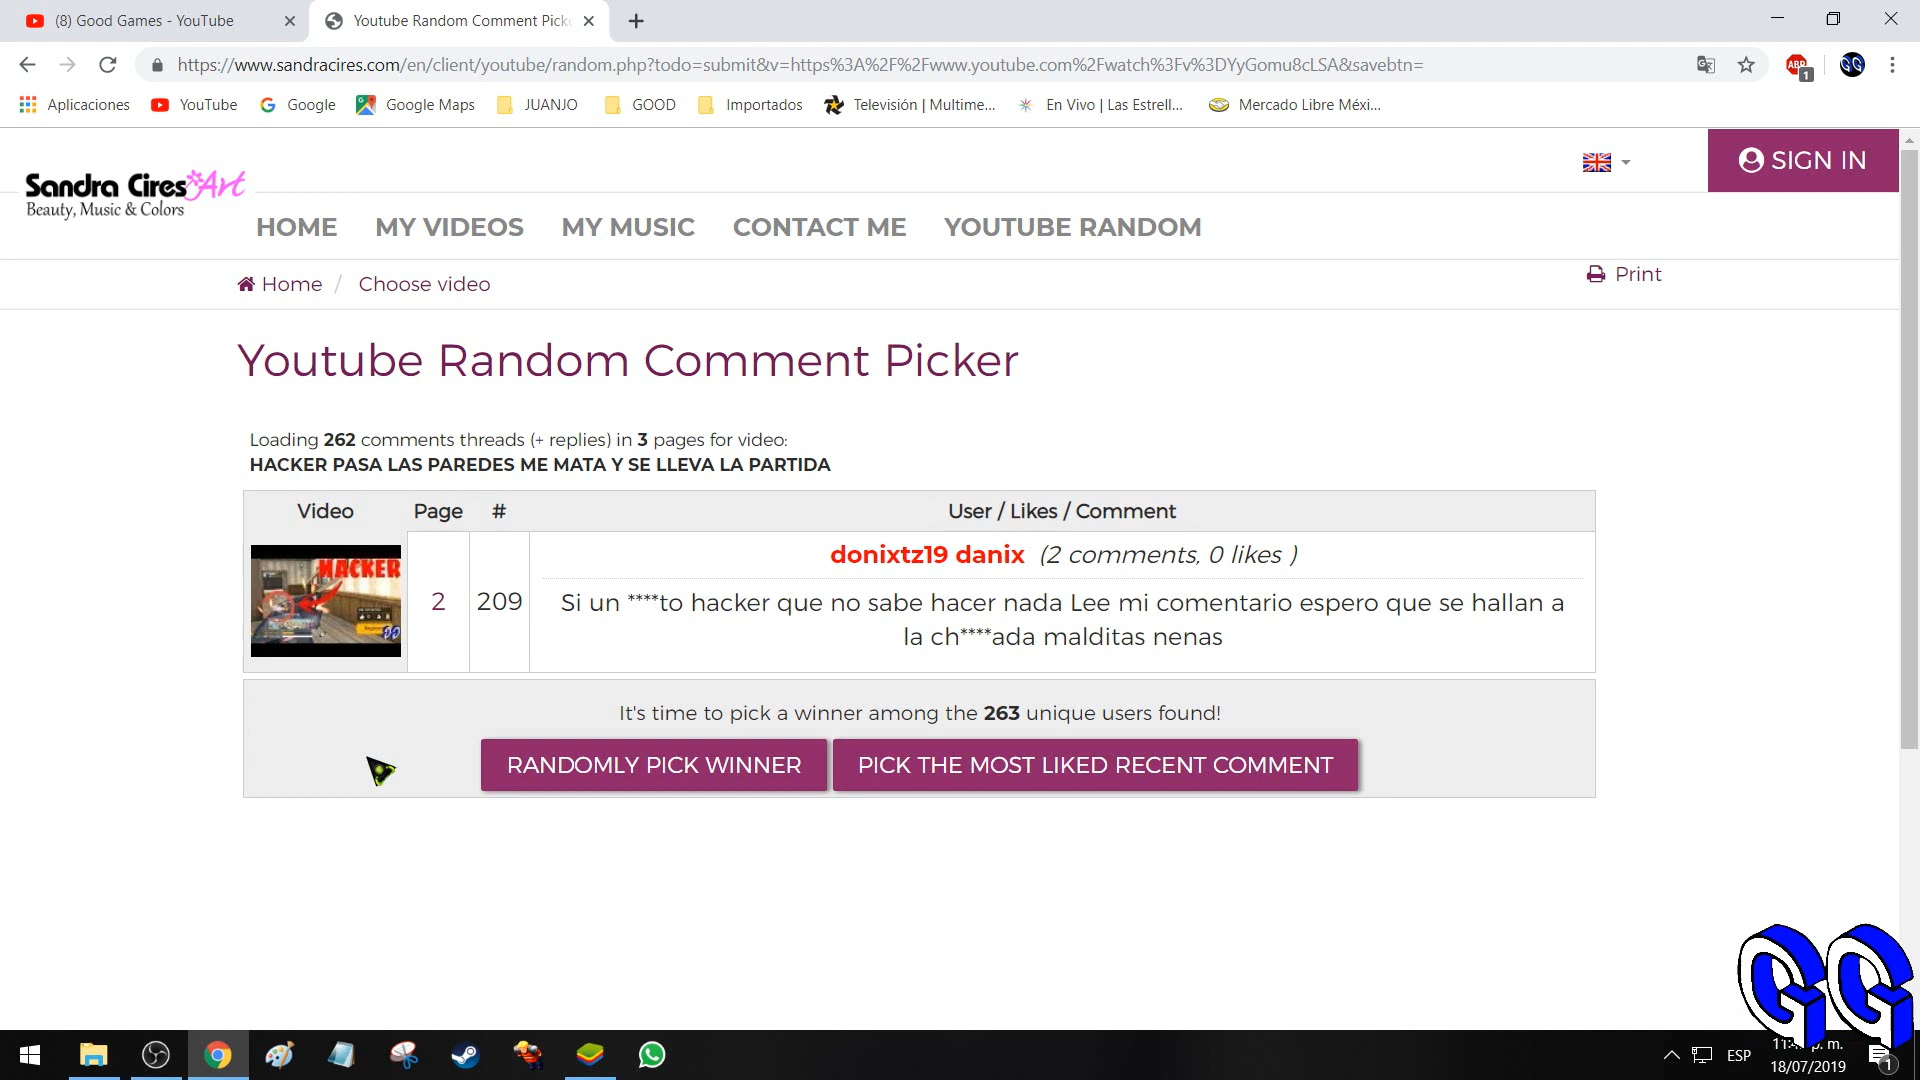 (8) Good Games - YouTube
Youtube Random Comment Pick
https://www.sandracires.com/en/client/youtube/random.php?todo=submit&v=https%3A%2F%2Fwww.youtube.com%2Fwatch%3Fv%3DYyGomu8cLSA&savebtn=
ABP 1
GG
Aplicaciones YouTube Google Google Maps JUANJO GOOD Importados Televisión | Multime... En Vivo | Las Estrell... Mercado Libre Méxi...
SIGN IN
Sandra Cires Art
Beauty, Music & Colors
HOME MY VIDEOS MY MUSIC CONTACT ME YOUTUBE RANDOM
Home / Choose video
Print
Youtube Random Comment Picker
Loading 262 comments threads (+ replies) in 3 pages for video:
HACKER PASA LAS PAREDES ME MATA Y SE LLEVA LA PARTIDA
Video Page # User / Likes / Comment
HACKER
donixtz19 danix (2 comments, 0 likes )
2 209 Si un ****to hacker que no sabe hacer nada Lee mi comentario espero que se hallan a
la ch****ada malditas nenas
It's time to pick a winner among the 263 unique users found!
RANDOMLY PICK WINNER PICK THE MOST LIKED RECENT COMMENT
GG
ESP
18/07/2019
1